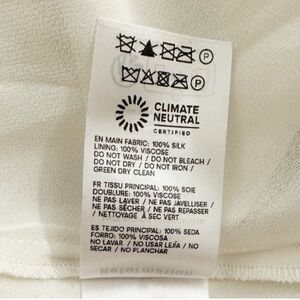 P
P
CLIMATE
NEUTRAL
CERTIFIED
EN MAIN FABRIC: 100% SILK
LINING: 100% VISCOSE
DO NOT WASH / DO NOT BLEACH /
DO NOT DRY / DO NOT IRON /
GREEN DRY CLEAN
FR TISSU PRINCIPAL: 100% SOIE
DOUBLURE: 100% VISCOSE
NE PAS LAVER / NE PAS JAVELLISER /
NE PAS SÉCHER / NE PAS REPASSER
/ NETTOYAGE À SEC VERT
ES TEJIDO PRINCIPAL: 100% SEDA
FORRO: 100% VISCOSA
NO LAVAR / NO USAR LEJÍA / NO
SECAR / NO PLANCHAR
Reformation